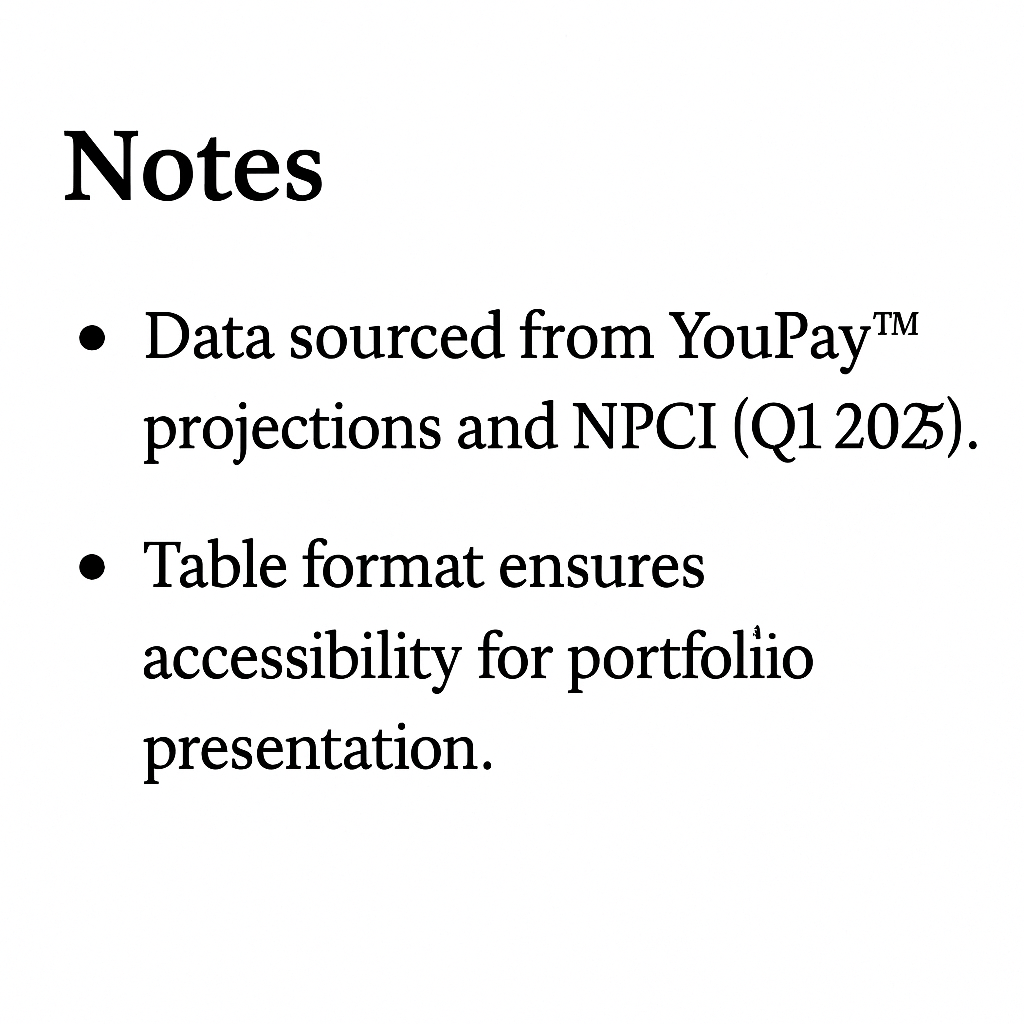 Notes
• Data sourced from YouPay™
projections and NPCI (Q1 2025).
• Table format ensures
accessibility for portfoliio
presentation.